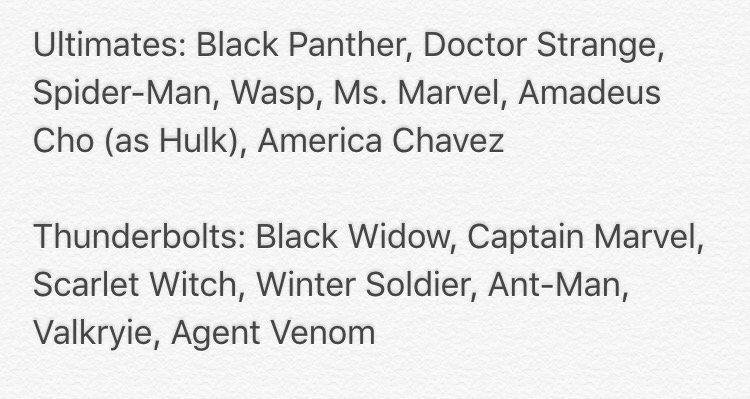 Ultimates: Black Panther, Doctor Strange,
Spider-Man, Wasp, Ms. Marvel, Amadeus
Cho (as Hulk), America Chavez
Thunderbolts: Black Widow, Captain Marvel,
Scarlet Witch, Winter Soldier, Ant-Man,
Valkryie, Agent Venom